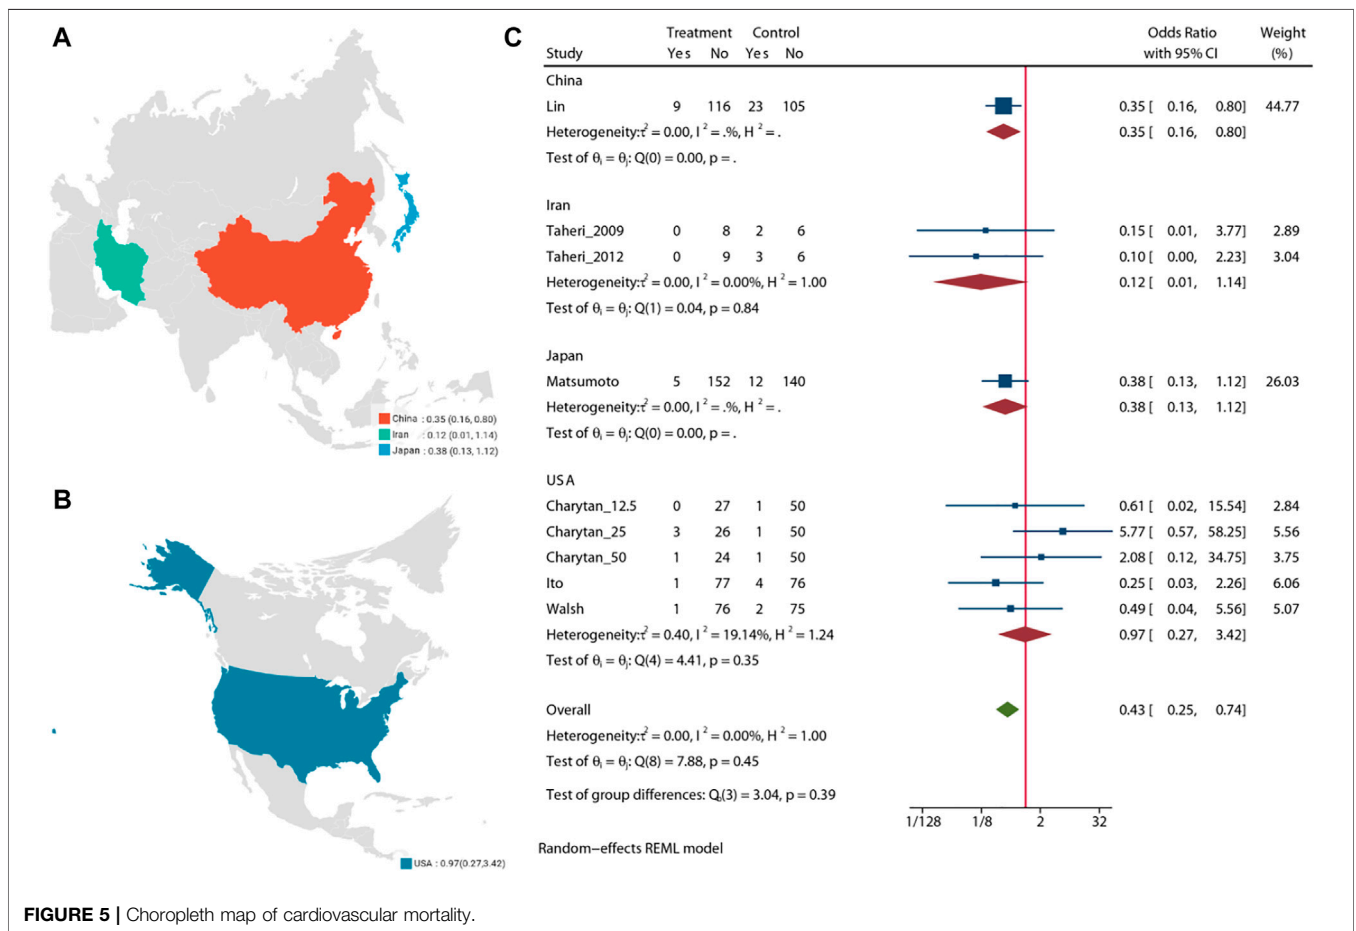 A
China : 0.35 (0.16, 0.80)
Iran : 0.12 (0.01, 1.14)
Japan : 0.38 (0.13, 1.12)
B
USA : 0.97(0.27,3.42)
C
Treatment Control Odds Ratio Weight
Study Yes No Yes No with 95% CI (%)
China
Lin 9 116 23 105 0.35 [ 0.16, 0.80] 44.77
Heterogeneity:τ² = 0.00, I² = .%, H² = . 0.35 [ 0.16, 0.80]
Test of θi = θj: Q(0) = 0.00, p = .
Iran
Taheri_2009 0 8 2 6 0.15 [ 0.01, 3.77] 2.89
Taheri_2012 0 9 3 6 0.10 [ 0.00, 2.23] 3.04
Heterogeneity:τ² = 0.00, I² = 0.00%, H² = 1.00 0.12 [ 0.01, 1.14]
Test of θi = θj: Q(1) = 0.04, p = 0.84
Japan
Matsumoto 5 152 12 140 0.38 [ 0.13, 1.12] 26.03
Heterogeneity:τ² = 0.00, I² = .%, H² = . 0.38 [ 0.13, 1.12]
Test of θi = θj: Q(0) = 0.00, p = .
USA
Charytan_12.5 0 27 1 50 0.61 [ 0.02, 15.54] 2.84
Charytan_25 3 26 1 50 5.77 [ 0.57, 58.25] 5.56
Charytan_50 1 24 1 50 2.08 [ 0.12, 34.75] 3.75
Ito 1 77 4 76 0.25 [ 0.03, 2.26] 6.06
Walsh 1 76 2 75 0.49 [ 0.04, 5.56] 5.07
Heterogeneity:τ² = 0.40, I² = 19.14%, H² = 1.24 0.97 [ 0.27, 3.42]
Test of θi = θj: Q(4) = 4.41, p = 0.35
Overall 0.43 [ 0.25, 0.74]
Heterogeneity:τ² = 0.00, I² = 0.00%, H² = 1.00
Test of θi = θj: Q(8) = 7.88, p = 0.45
Test of group differences: Qb(3) = 3.04, p = 0.39
1/128 1/8 2 32
Random−effects REML model
FIGURE 5 | Choropleth map of cardiovascular mortality.